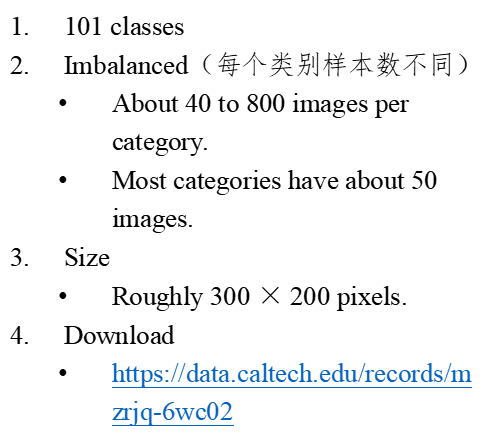 1. 101 classes
2. Imbalanced（每个类别样本数不同）
• About 40 to 800 images per
category.
• Most categories have about 50
images.
3. Size
• Roughly 300 × 200 pixels.
4. Download
• https://data.caltech.edu/records/m
zrjq-6wc02